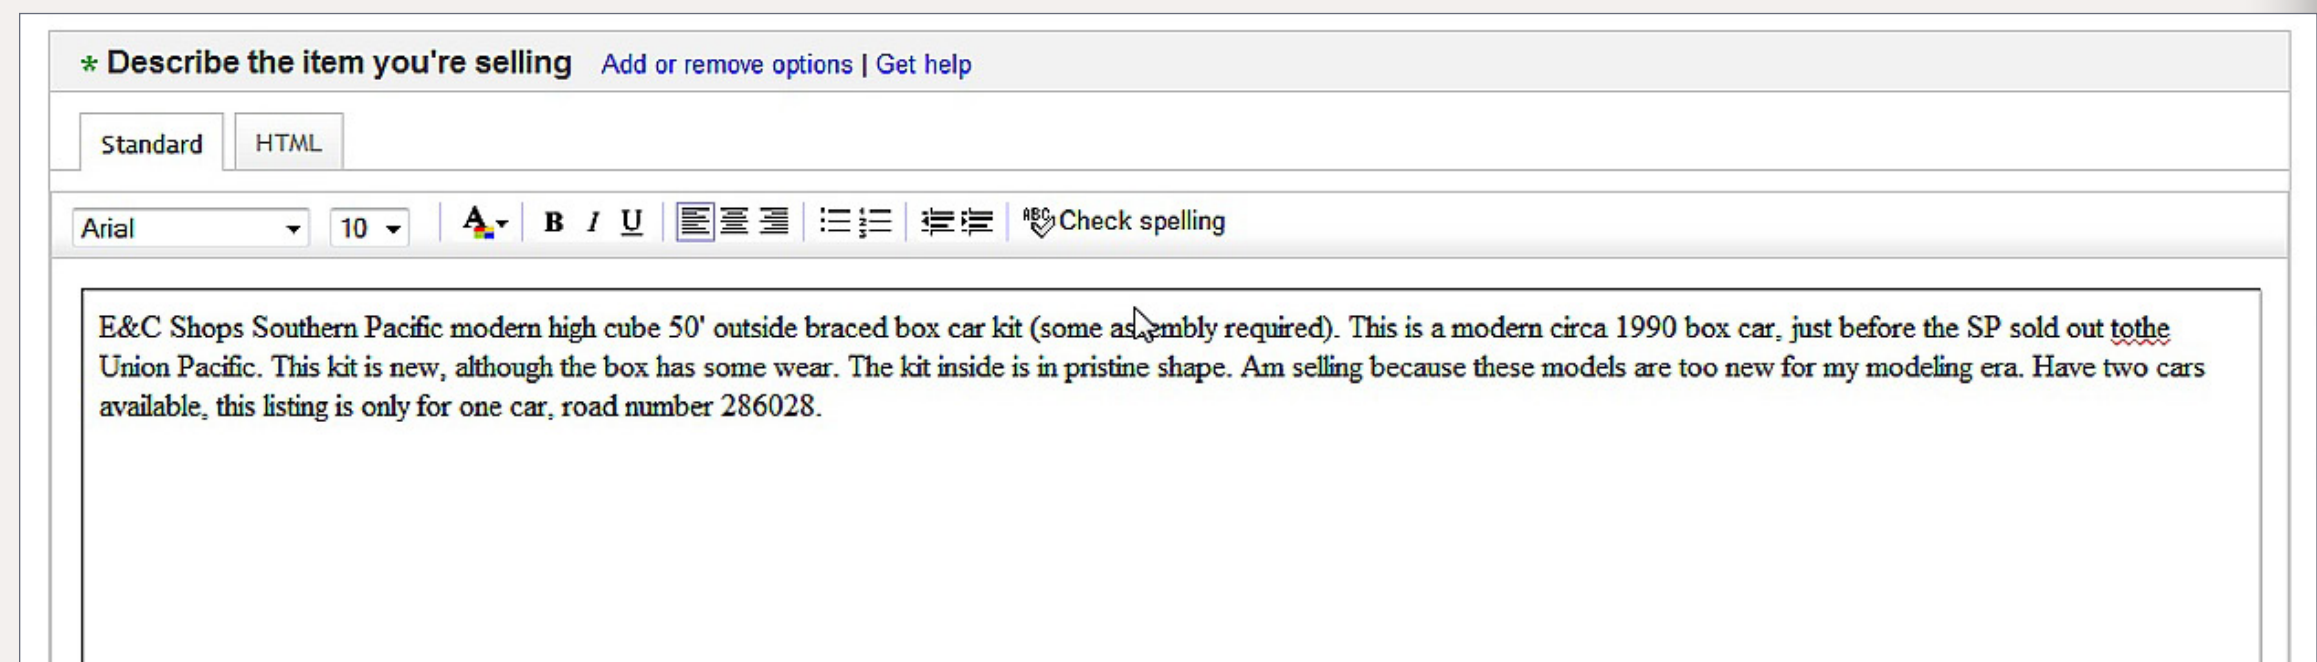 * Describe the item you're selling Add or remove options | Get help
Standard HTML
Arial 10 A B I U ABC Check spelling
E&C Shops Southern Pacific modern high cube 50' outside braced box car kit (some assembly required). This is a modern circa 1990 box car, just before the SP sold out tothe
Union Pacific. This kit is new, although the box has some wear. The kit inside is in pristine shape. Am selling because these models are too new for my modeling era. Have two cars
available, this listing is only for one car, road number 286028.